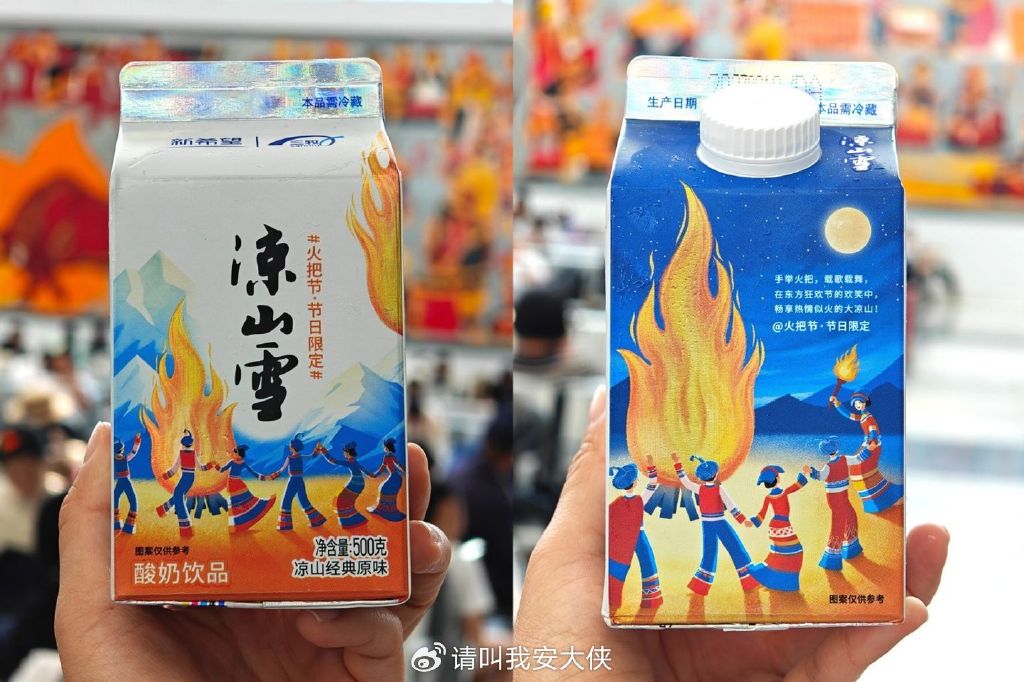 本品需冷藏
新希望
凉山雪
#火把节·节日限定#
图案仅供参考
酸奶饮品
净含量:500克
凉山经典原味
生产日期
本品需冷藏
凉山雪
手举火把，载歌载舞，
在东方狂欢节的欢笑中，
畅享热情似火的大凉山！
@火把节·节日限定
图案仅供参考
请叫我安大侠